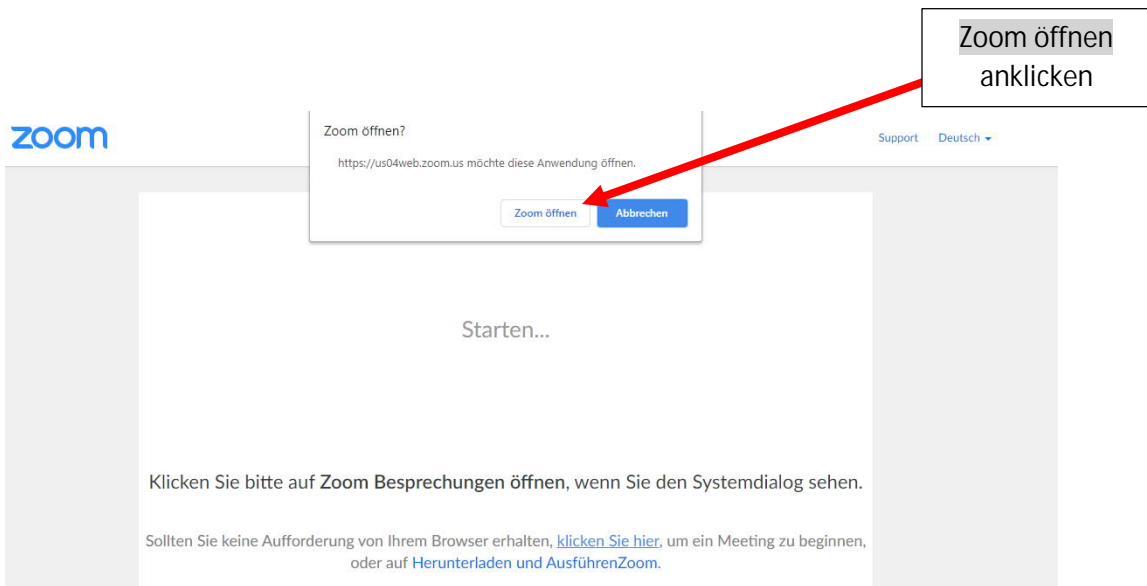 Zoom öffnen
anklicken
zoom
Support Deutsch
Zoom öffnen?
https://us04web.zoom.us möchte diese Anwendung öffnen.
Zoom öffnen Abbrechen
Starten...
Klicken Sie bitte auf Zoom Besprechungen öffnen, wenn Sie den Systemdialog sehen.
Sollten Sie keine Aufforderung von Ihrem Browser erhalten, klicken Sie hier, um ein Meeting zu beginnen,
oder auf Herunterladen und AusführenZoom.